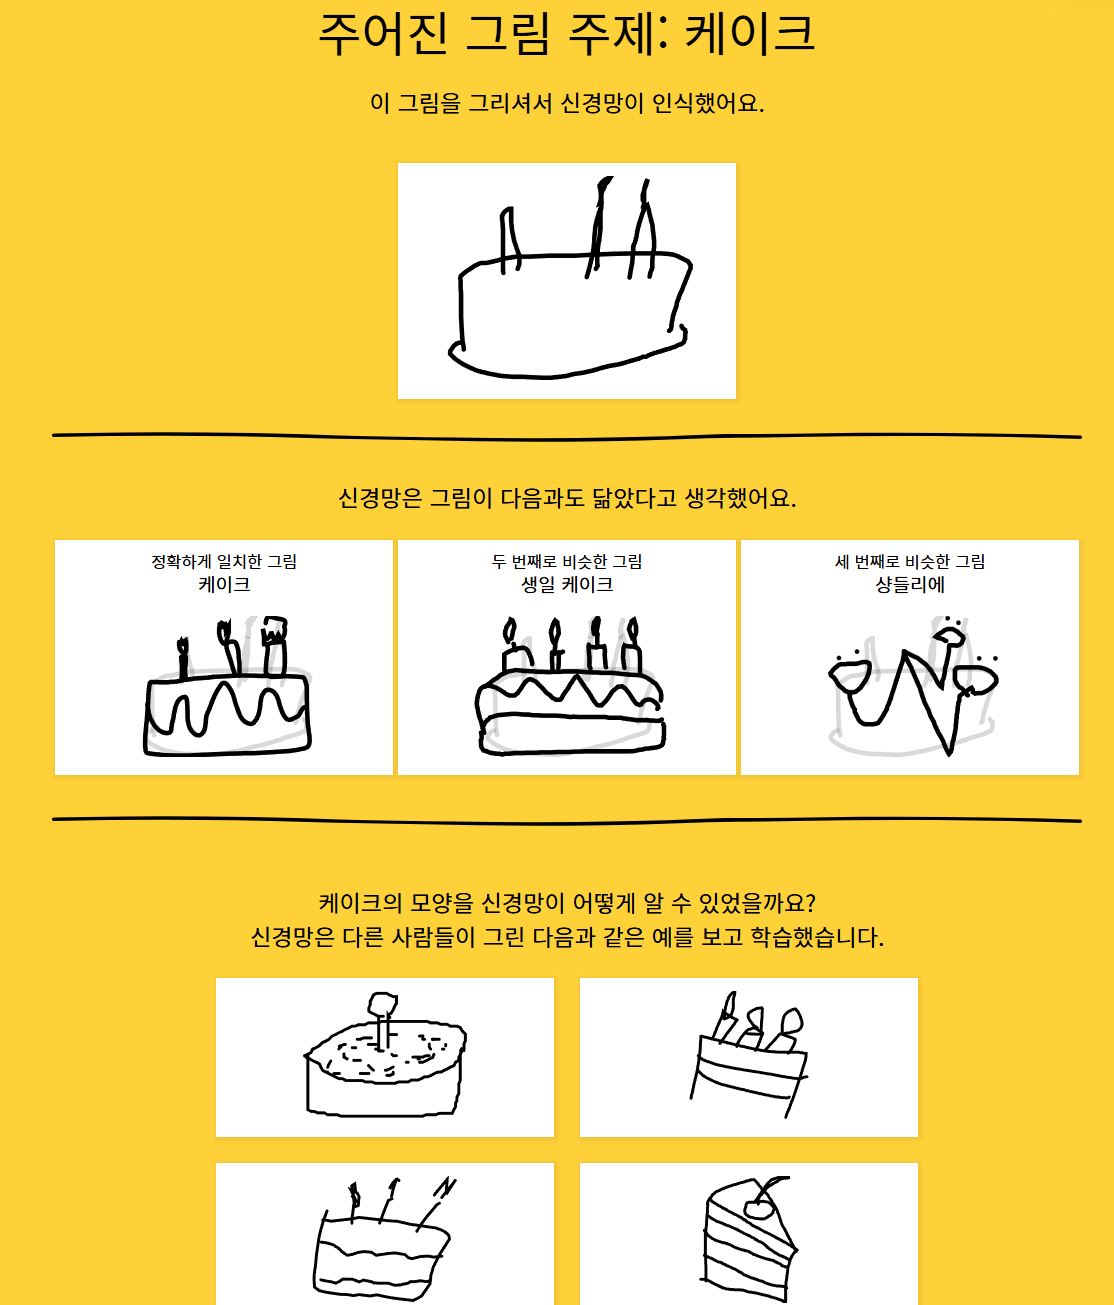 주어진 그림 주제: 케이크
이 그림을 그리셔서 신경망이 인식했어요.
신경망은 그림이 다음과도 닮았다고 생각했어요.
정확하게 일치한 그림
케이크
두 번째로 비슷한 그림
생일 케이크
세 번째로 비슷한 그림
샹들리에
케이크의 모양을 신경망이 어떻게 알 수 있었을까요?
신경망은 다른 사람들이 그린 다음과 같은 예를 보고 학습했습니다.